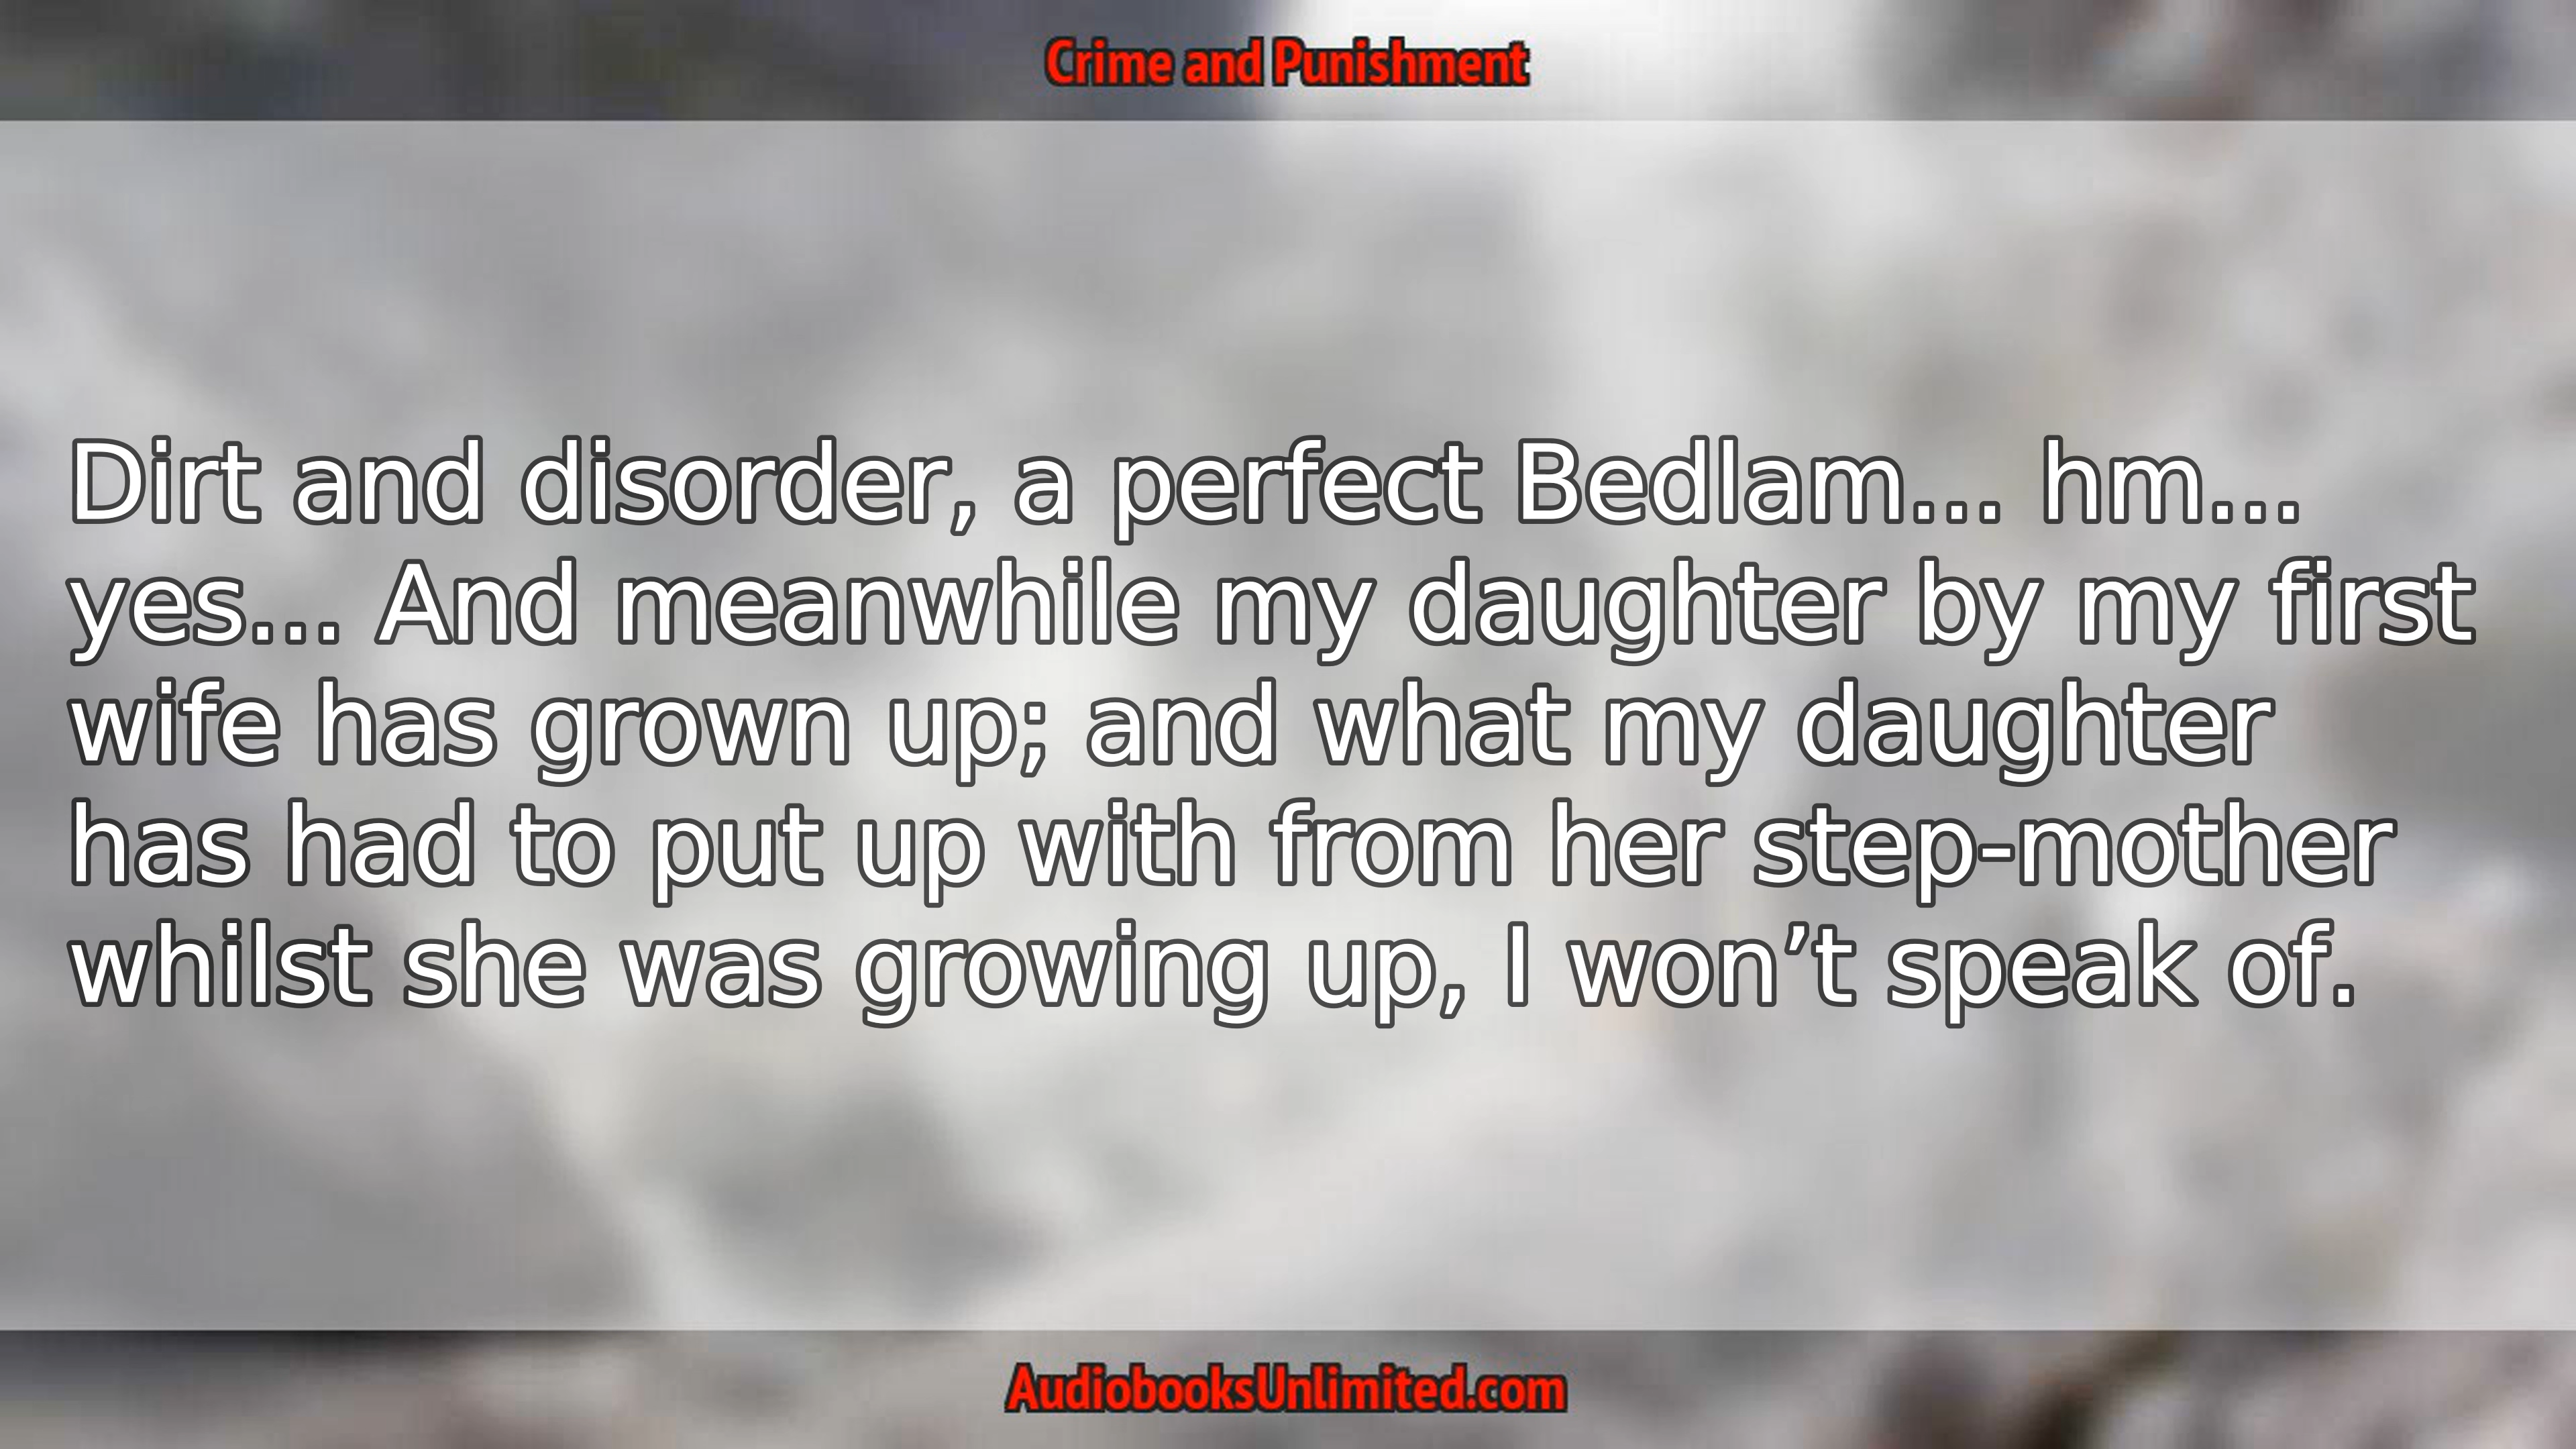 Crime and Punishment
Dirt and disorder, a perfect Bedlam... hm...
yes... And meanwhile my daughter by my first
wife has grown up; and what my daughter
has had to put up with from her step-mother
whilst she was growing up, I won’t speak of.
AudiobooksUnlimited.com